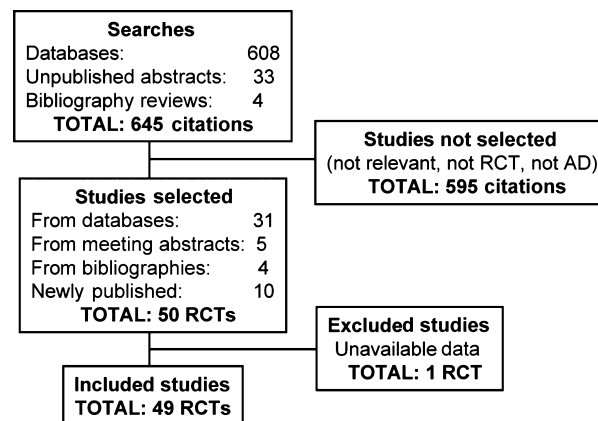 Searches
Databases: 608
Unpublished abstracts: 33
Bibliography reviews: 4
TOTAL: 645 citations
Studies not selected
(not relevant, not RCT, not AD)
TOTAL: 595 citations
Studies selected
From databases: 31
From meeting abstracts: 5
From bibliographies: 4
Newly published: 10
TOTAL: 50 RCTs
Excluded studies
Unavailable data
TOTAL: 1 RCT
Included studies
TOTAL: 49 RCTs